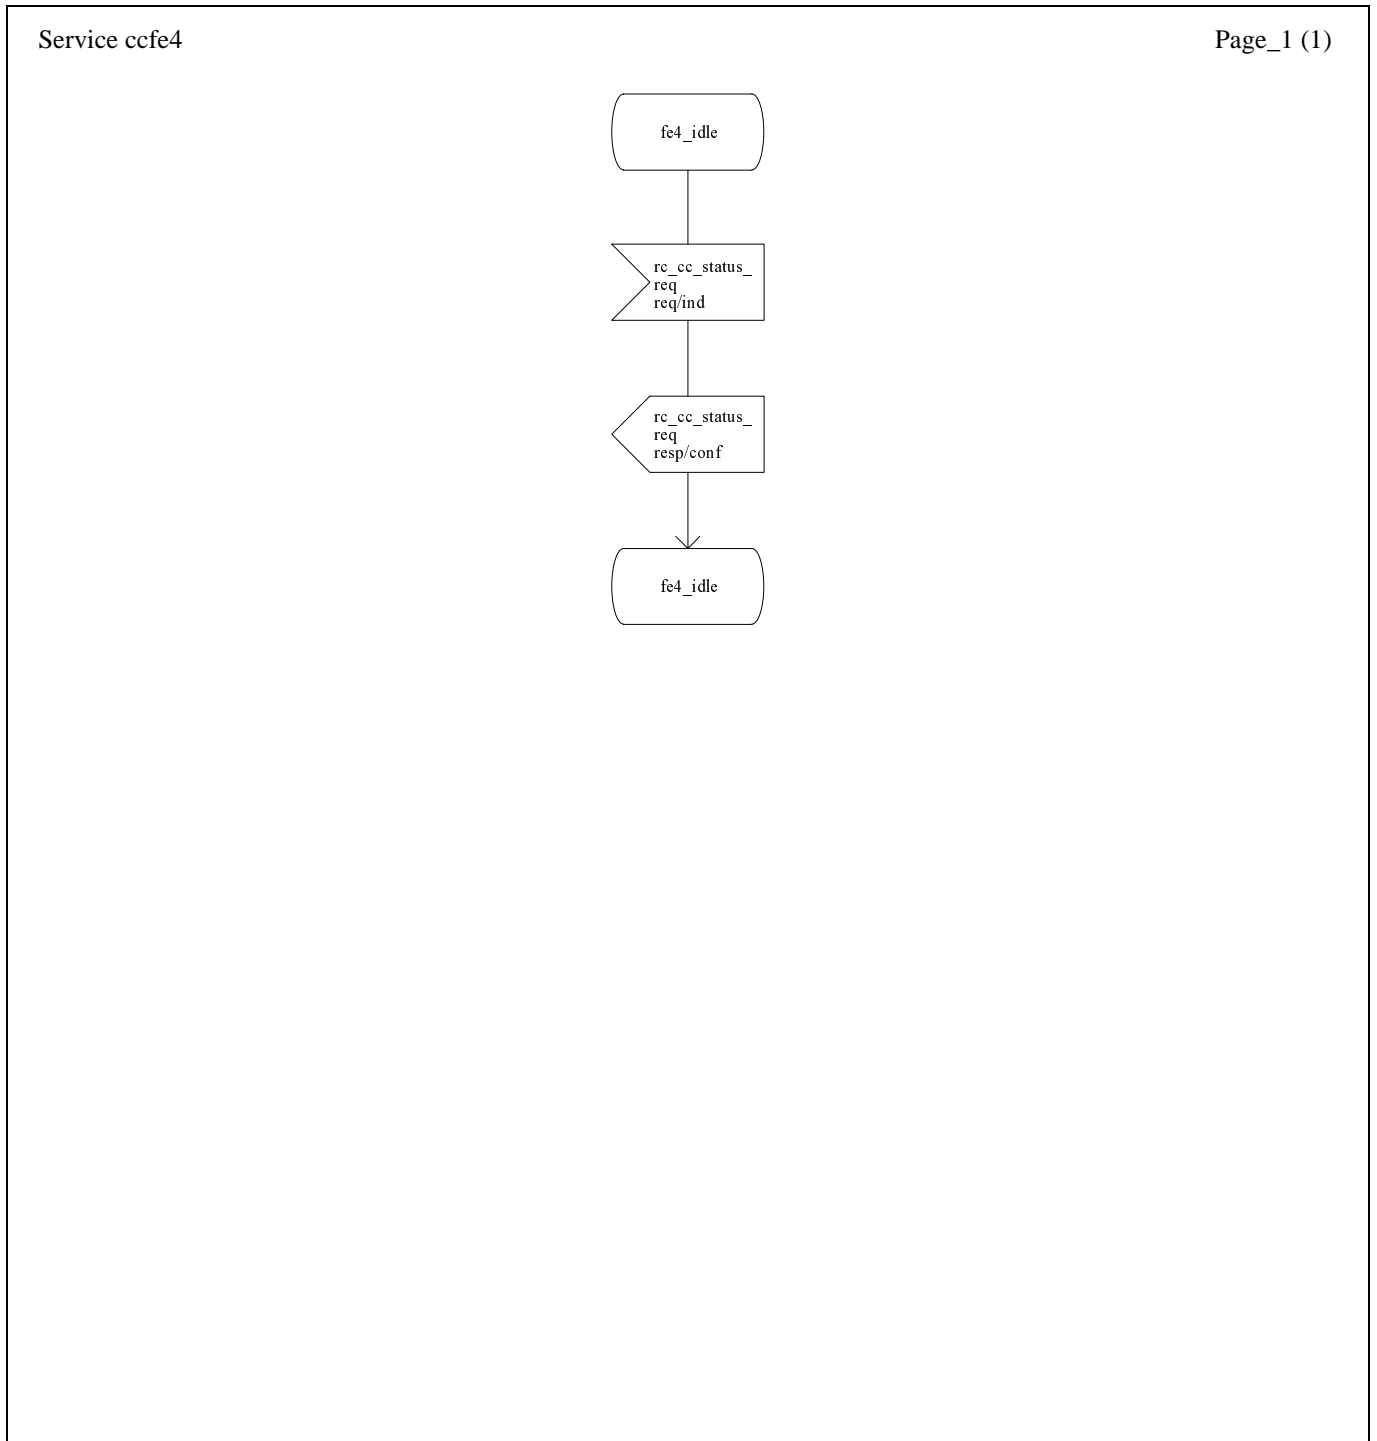 Service ccfe4
Page_1 (1)
fe4_idle
rc_cc_status_
req
req/ind
rc_cc_status_
req
resp/conf
fe4_idle